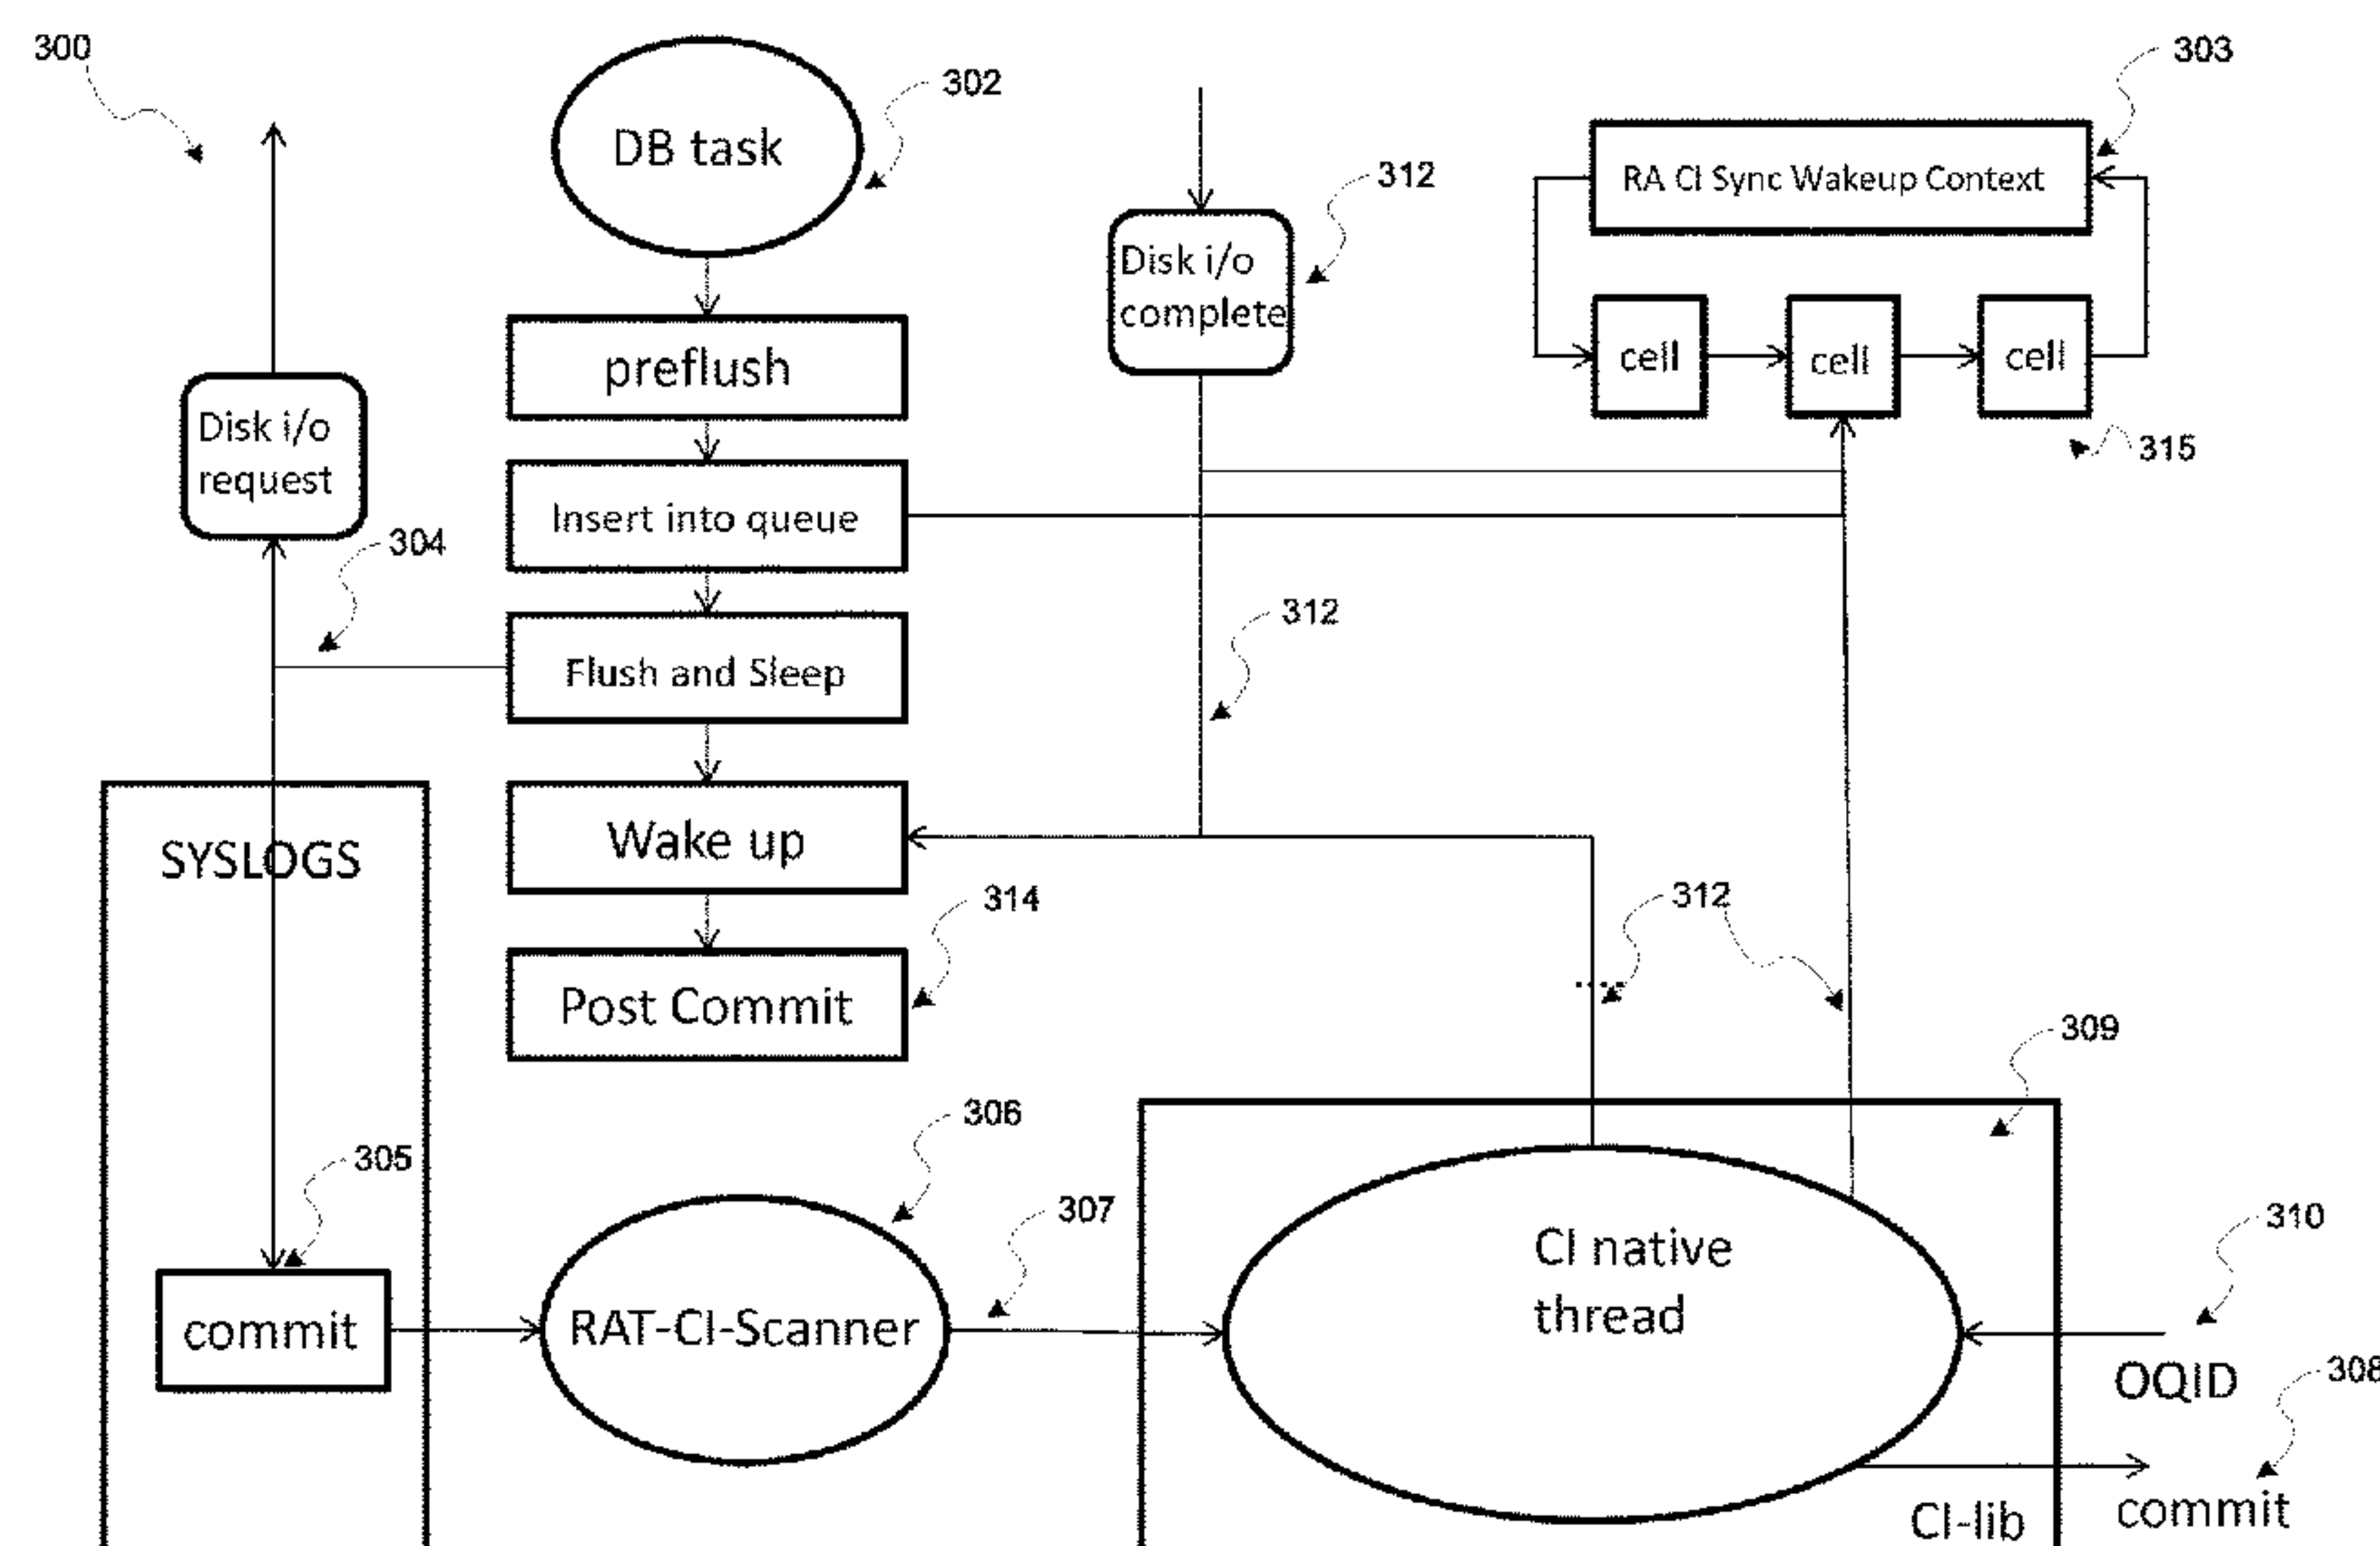 300
302
303
DB task
312
RA CI Sync Wakeup Context
Disk i/o
complete
preflush
cell
cell
cell
Disk i/o
request
315
Insert into queue
304
312
Flush and Sleep
SYSLOGS
Wake up
314
312
Post Commit
309
306
305
307
310
CI native
thread
commit
RAT-CI-Scanner
OQID
308
commit
CI-lib